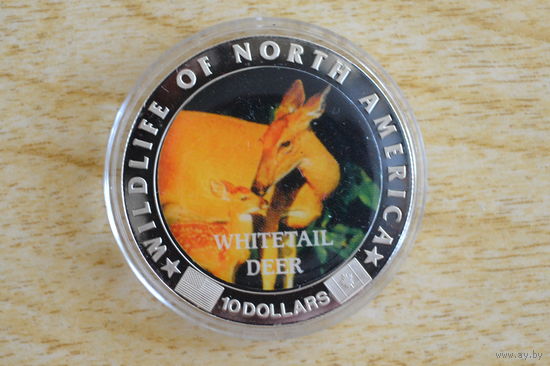 WILDLIFE OF NORTH AMERICA
WHITETAIL
DEER
10 DOLLARS
www.ay.by